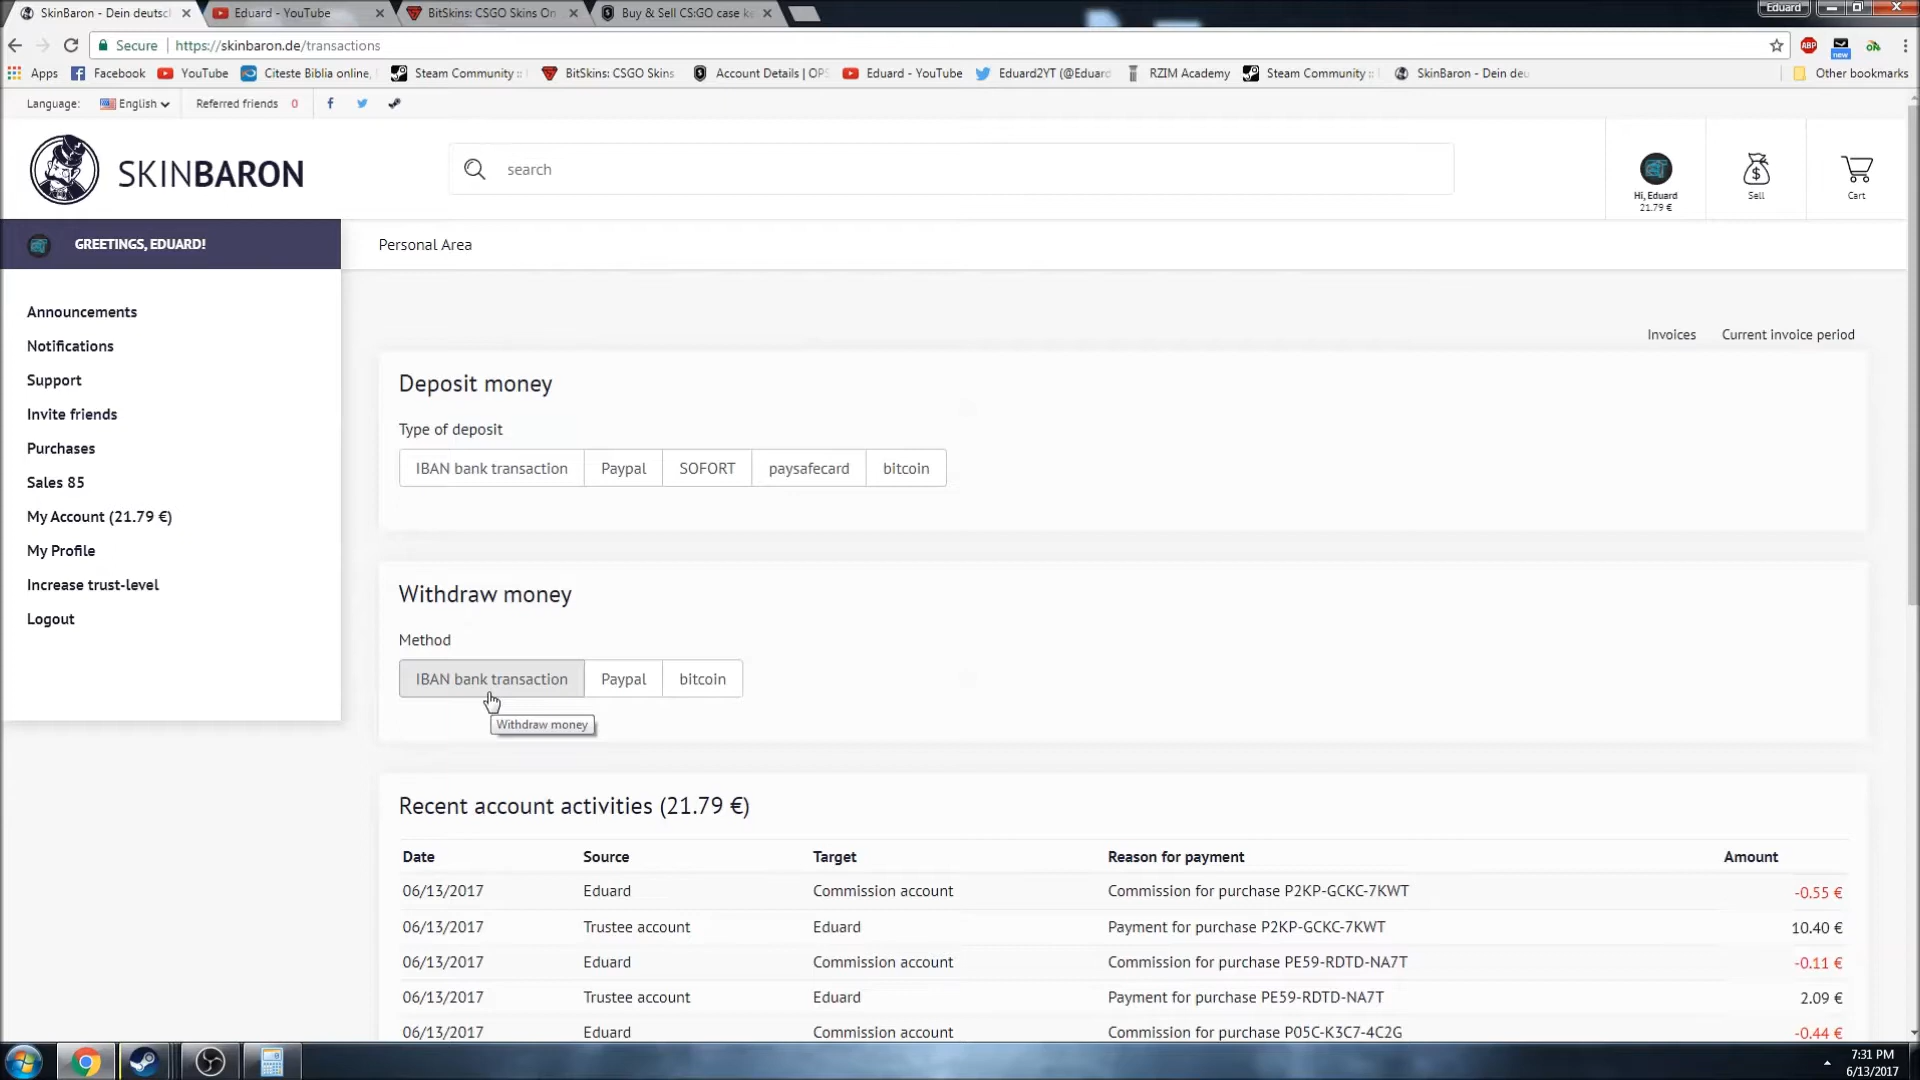 SkinBaron - Dein deutsc
Eduard - YouTube
BitSkins: CSGO Skins On
Buy & Sell CS:GO case ke
Eduard
Secure
https://skinbaron.de/transactions
ABP
new
Apps
Facebook
YouTube
Citeste Biblia online,
Steam Community ::
BitSkins: CSGO Skins
Account Details | OPS
Eduard - YouTube
Eduard2YT (@Eduard
RZIM Academy
Steam Community ::
SkinBaron - Dein deu
Other bookmarks
Language:
English
Referred friends 0
SKINBARON
search
Hi, Eduard
21.79 €
Sell
Cart
GREETINGS, EDUARD!
Personal Area
Announcements
Notifications
Support
Invite friends
Purchases
Sales 85
My Account (21.79 €)
My Profile
Increase trust-level
Logout
Invoices
Current invoice period
Deposit money
Type of deposit
IBAN bank transaction
Paypal
SOFORT
paysafecard
bitcoin
Withdraw money
Method
IBAN bank transaction
Paypal
bitcoin
Withdraw money
Recent account activities (21.79 €)
Date Source Target Reason for payment Amount
06/13/2017 Eduard Commission account Commission for purchase P2KP-GCKC-7KWT -0.55 €
06/13/2017 Trustee account Eduard Payment for purchase P2KP-GCKC-7KWT 10.40 €
06/13/2017 Eduard Commission account Commission for purchase PE59-RDTD-NA7T -0.11 €
06/13/2017 Trustee account Eduard Payment for purchase PE59-RDTD-NA7T 2.09 €
06/13/2017 Eduard Commission account Commission for purchase P05C-K3C7-4C2G -0.44 €
7:31 PM
6/13/2017